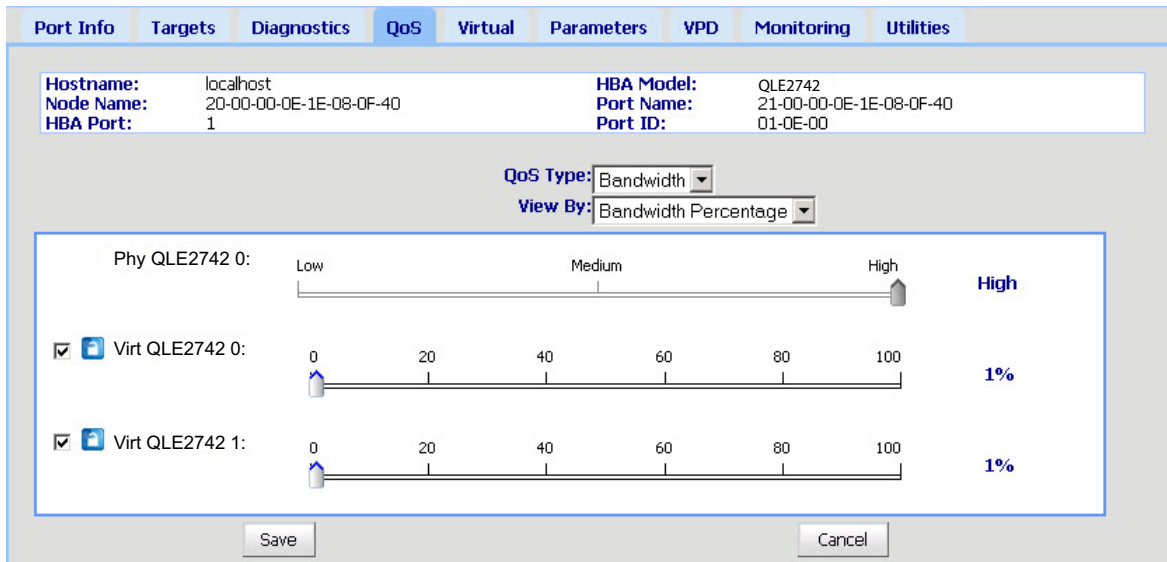 Port Info Targets Diagnostics QoS Virtual Parameters VPD Monitoring Utilities
Hostname: localhost HBA Model: QLE2742
Node Name: 20-00-00-0E-1E-08-0F-40 Port Name: 21-00-00-0E-1E-08-0F-40
HBA Port: 1 Port ID: 01-0E-00
QoS Type: Bandwidth
View By: Bandwidth Percentage
Phy QLE2742 0: Low Medium High High
Virt QLE2742 0: 0 20 40 60 80 100 1%
Virt QLE2742 1: 0 20 40 60 80 100 1%
Save Cancel